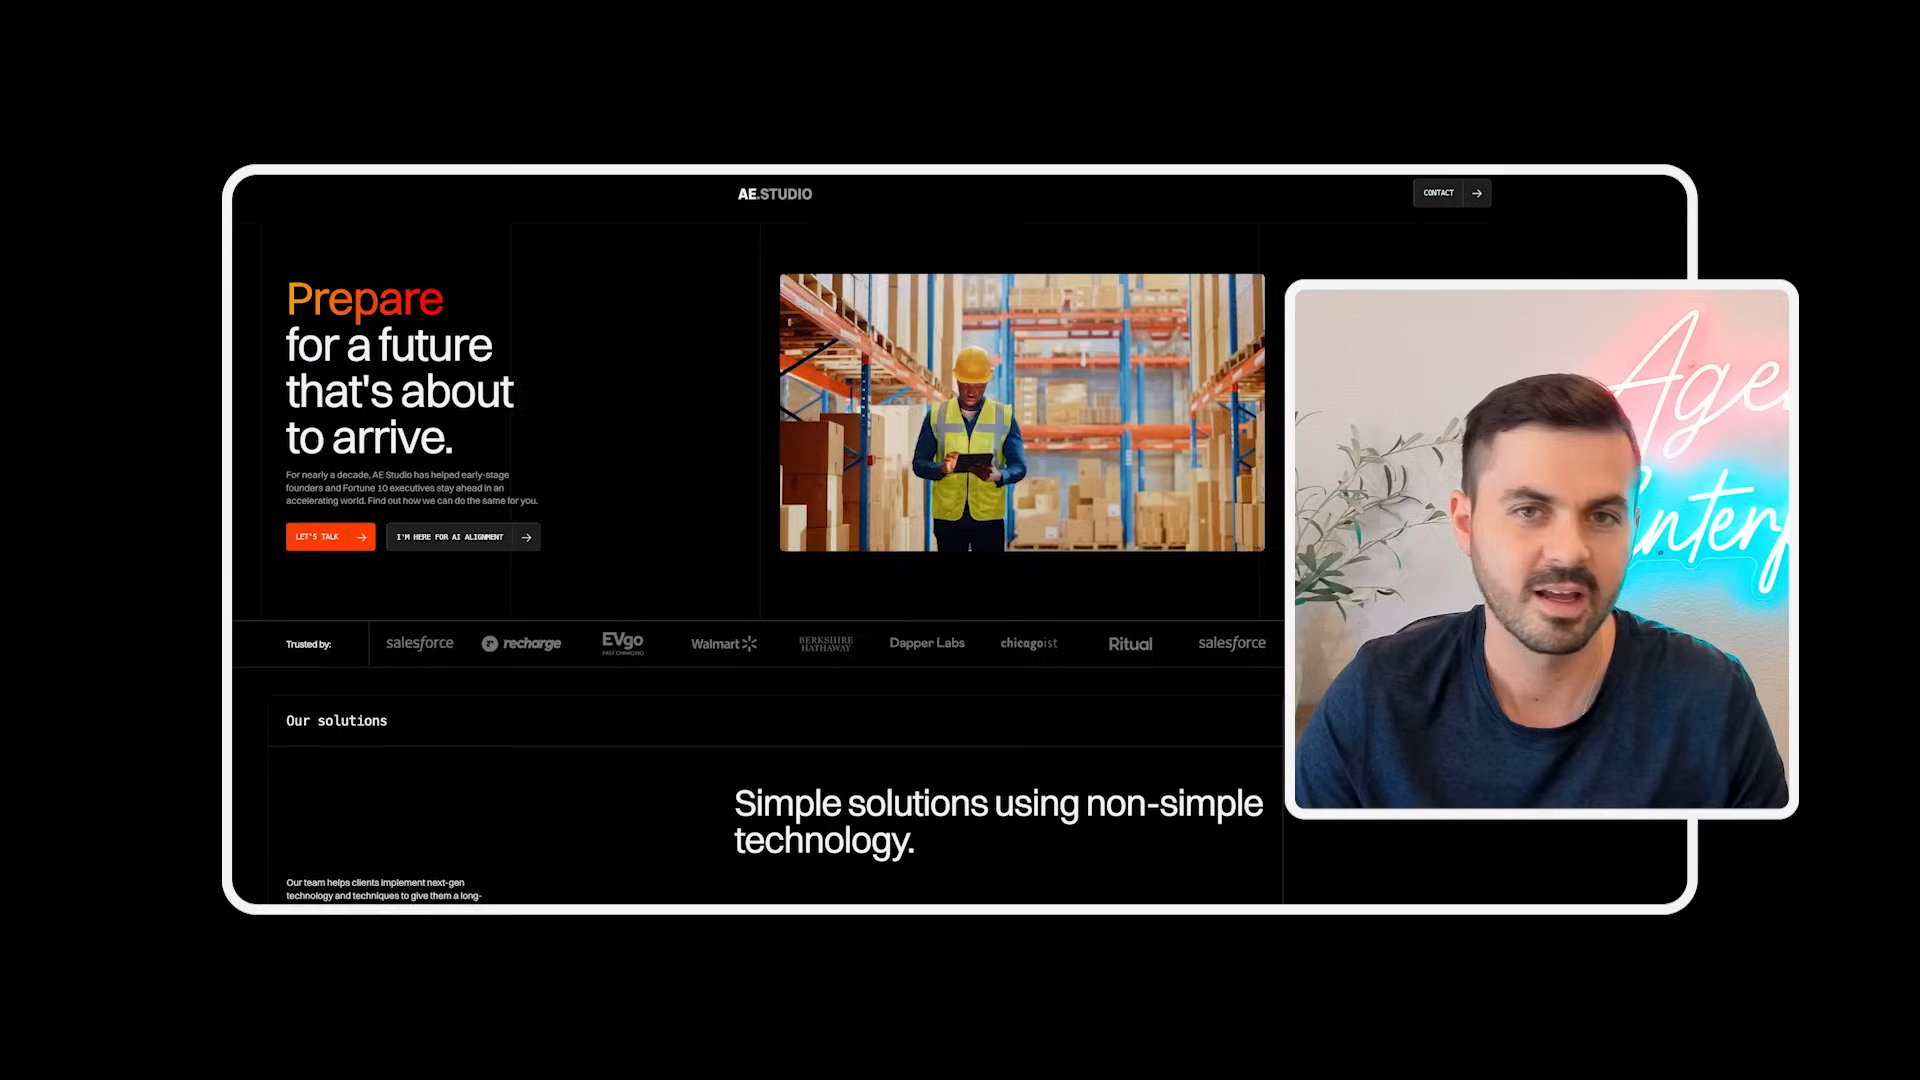 AE.STUDIO
CONTACT
Prepare
for a future
that's about
to arrive.
For nearly a decade, AE Studio has helped early-stage
founders and Fortune 10 executives stay ahead in an
accelerating world. Find out how we can do the same for you.
LET'S TALK
I'M HERE FOR AI ALIGNMENT
Trusted by:
salesforce
recharge
EVgo
FAST CHARGING
Walmart
BERKSHIRE
HATHAWAY
Dapper Labs
chicagoist
Ritual
salesforce
Our solutions
Simple solutions using non-simple
technology.
Our team helps clients implement next-gen
technology and techniques to give them a long-
Age
interf